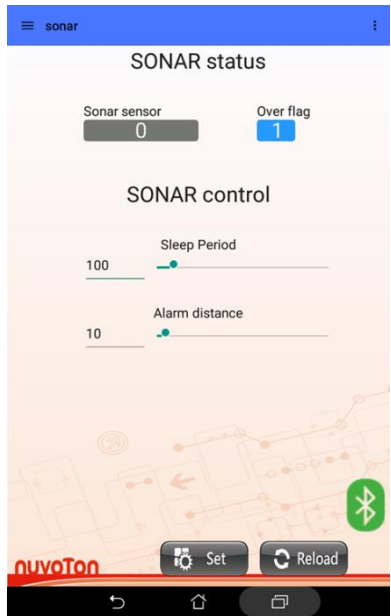 sonar
SONAR status
Sonar sensor
Over flag
0
1
SONAR control
Sleep Period
100
Alarm distance
10
nuvoTon
Set
Reload